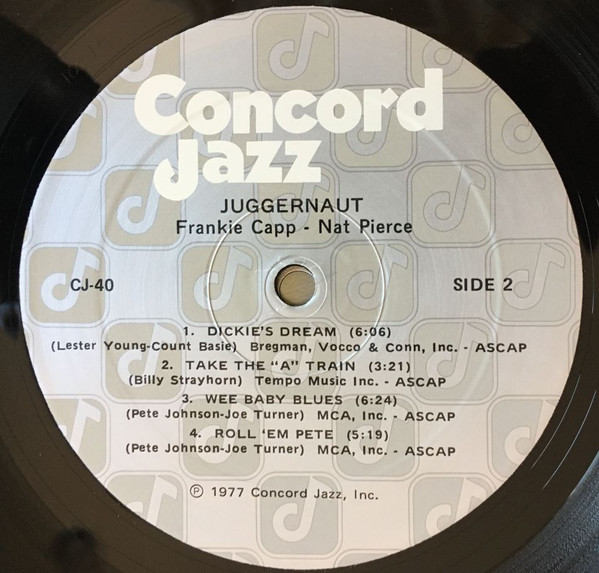 Concord
Jazz
JUGGERNAUT
Frankie Capp - Nat Pierce
CJ-40 SIDE 2
1. DICKIE'S DREAM (6:06)
(Lester Young-Count Basie) Bregman, Vocco & Conn, Inc. - ASCAP
2. TAKE THE "A" TRAIN (3:21)
(Billy Strayhorn) Tempo Music Inc. - ASCAP
3. WEE BABY BLUES (6:24)
(Pete Johnson-Joe Turner) MCA, Inc. - ASCAP
4. ROLL 'EM PETE (5:19)
(Pete Johnson-Joe Turner) MCA, Inc. - ASCAP
℗ 1977 Concord Jazz, Inc.